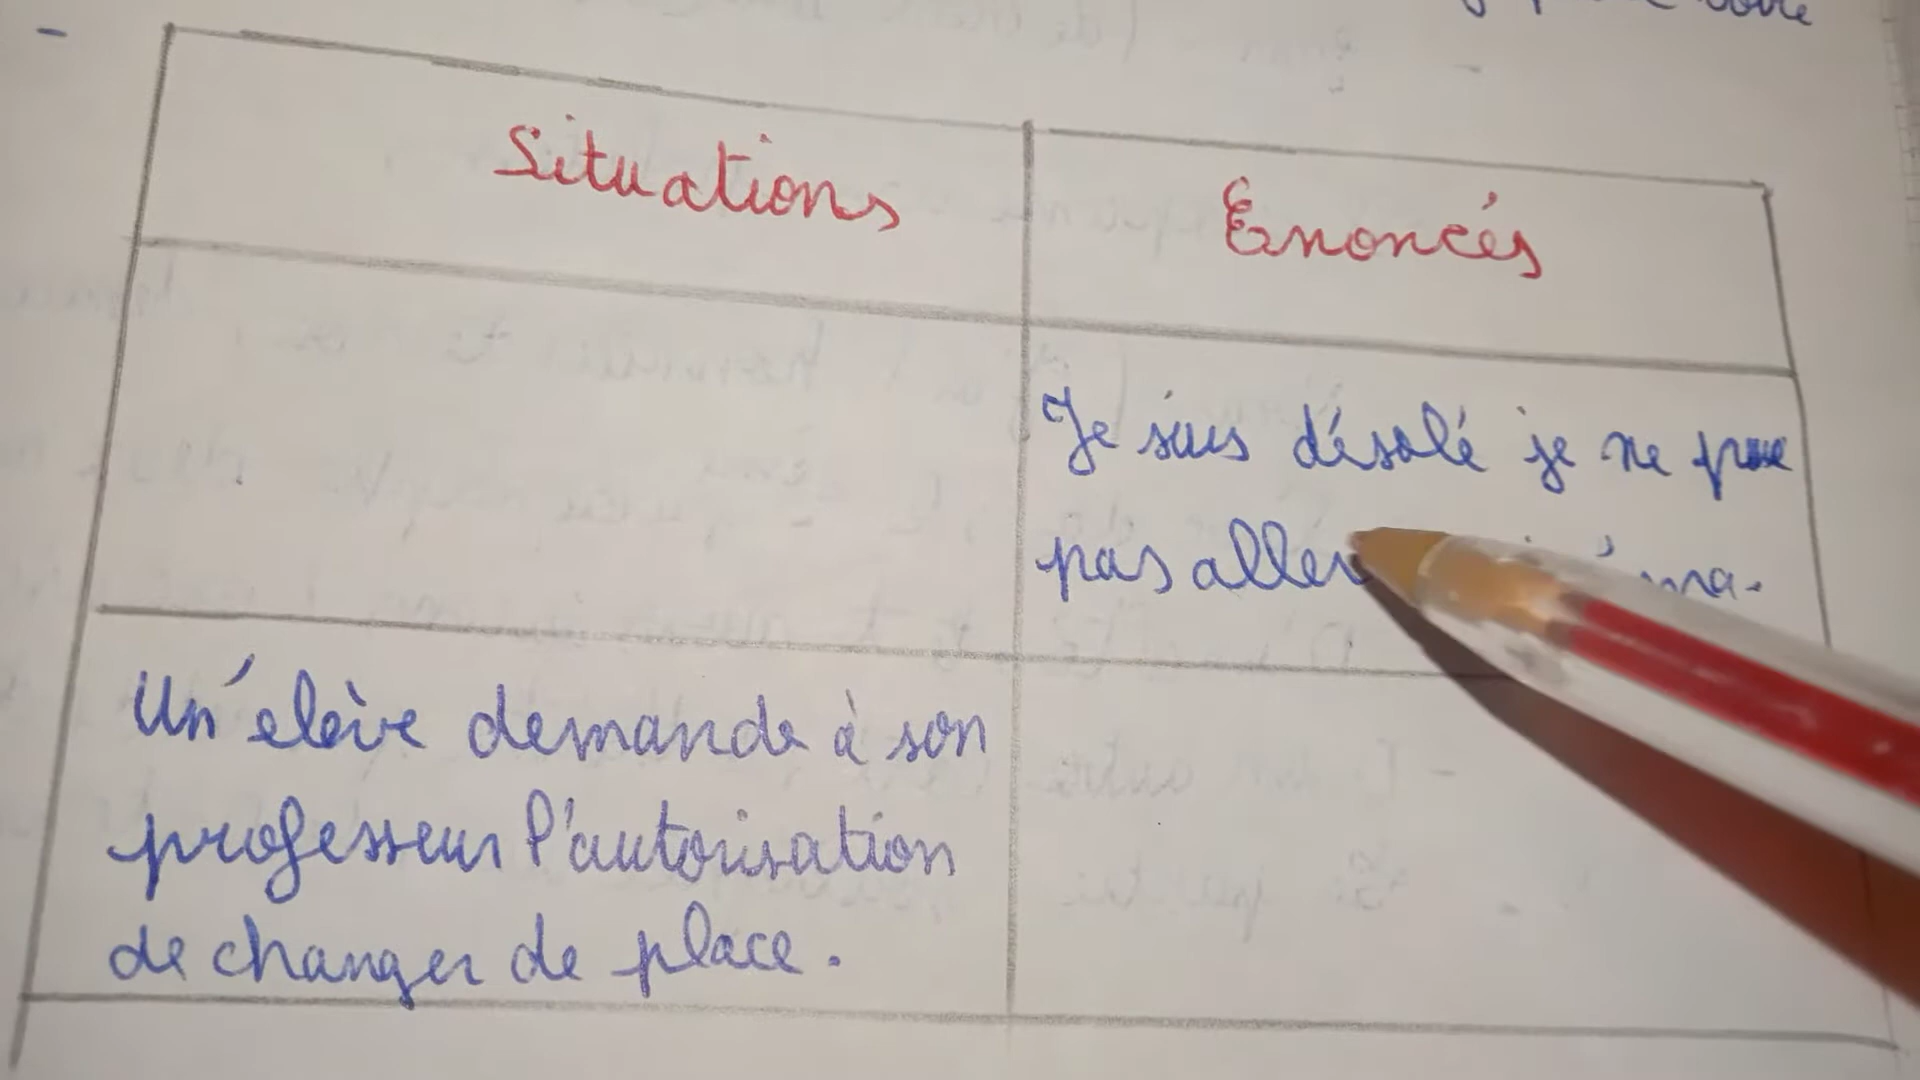 votre
Situations
Enoncés
Je suis désolé je ne
pas aller
Un élève demande à son
professeur l'autorisation
de changer de place.